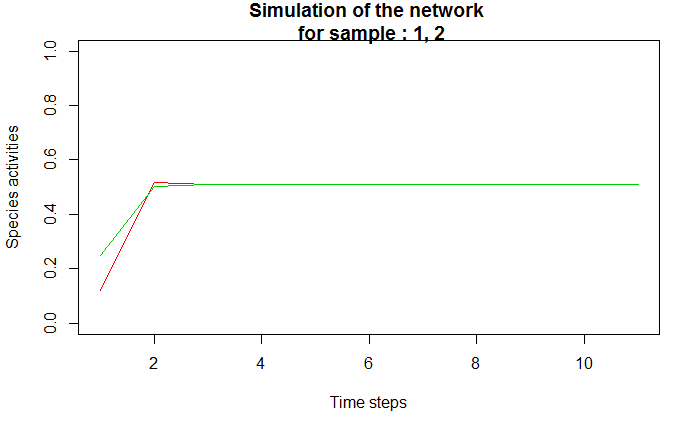 Simulation of the network
for sample : 1, 2
Species activities
1.0
0.8
0.6
0.4
0.2
0.0
2 4 6 8 10
Time steps